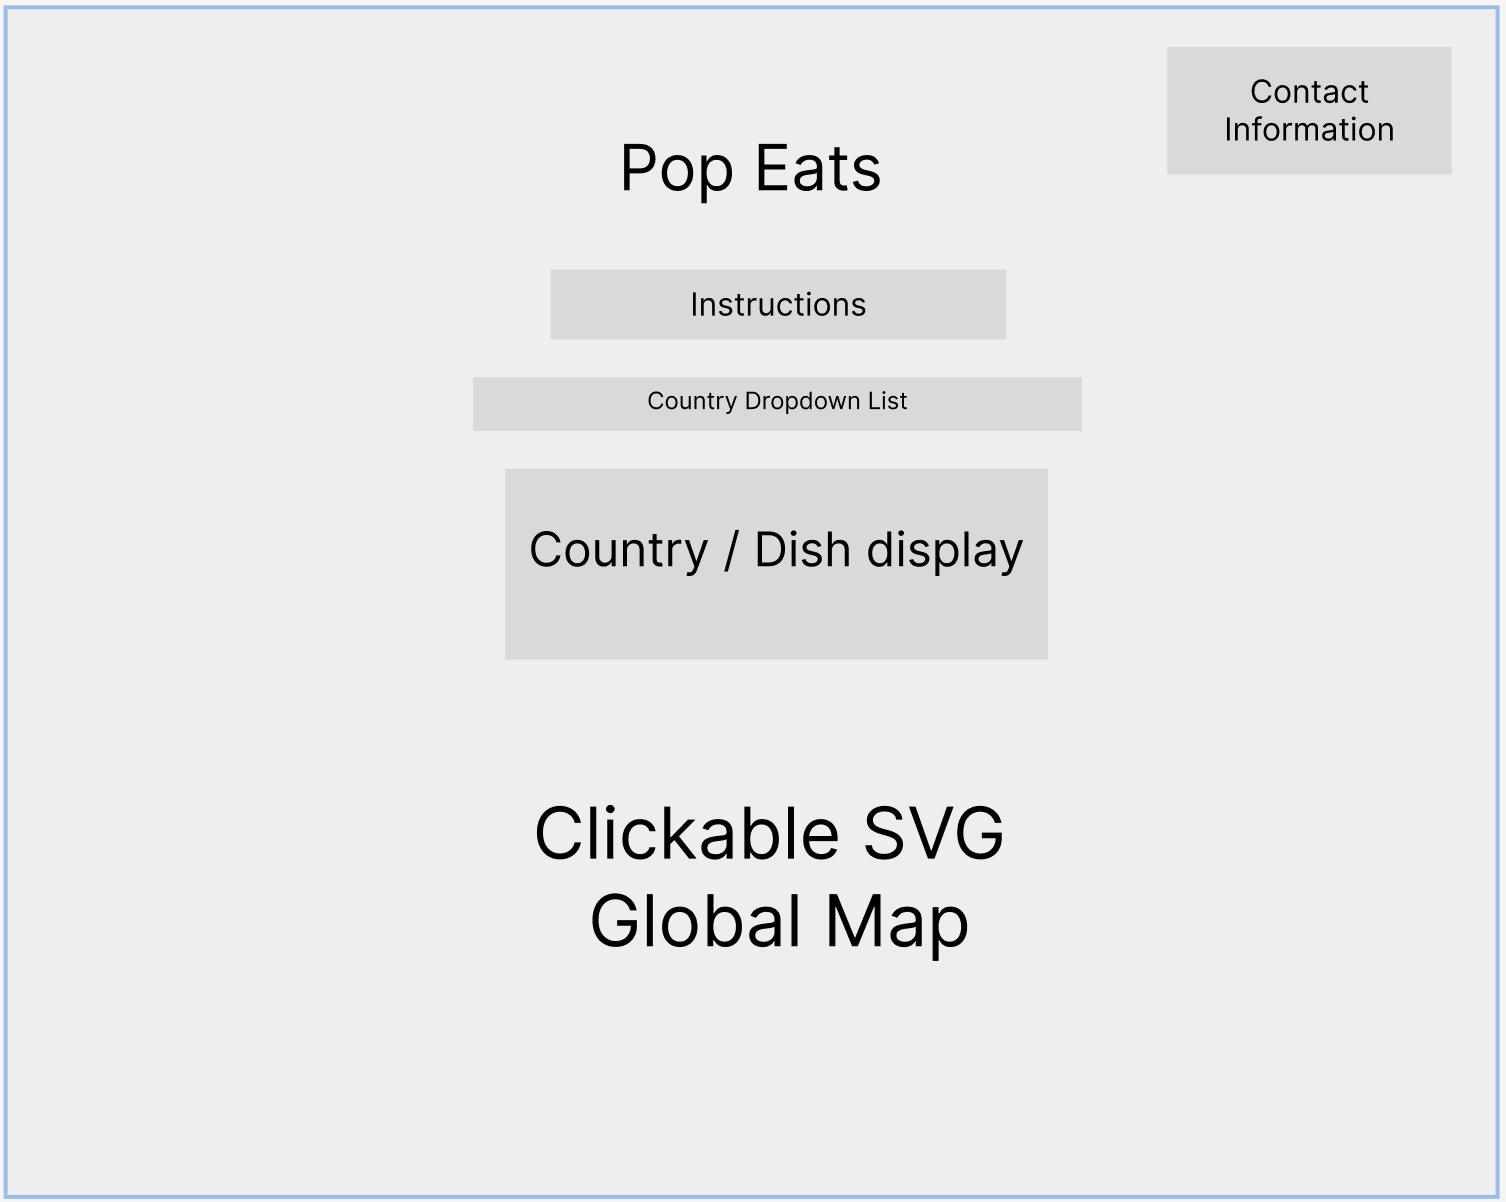 Contact
Information
Pop Eats
Instructions
Country Dropdown List
Country / Dish display
Clickable SVG
Global Map